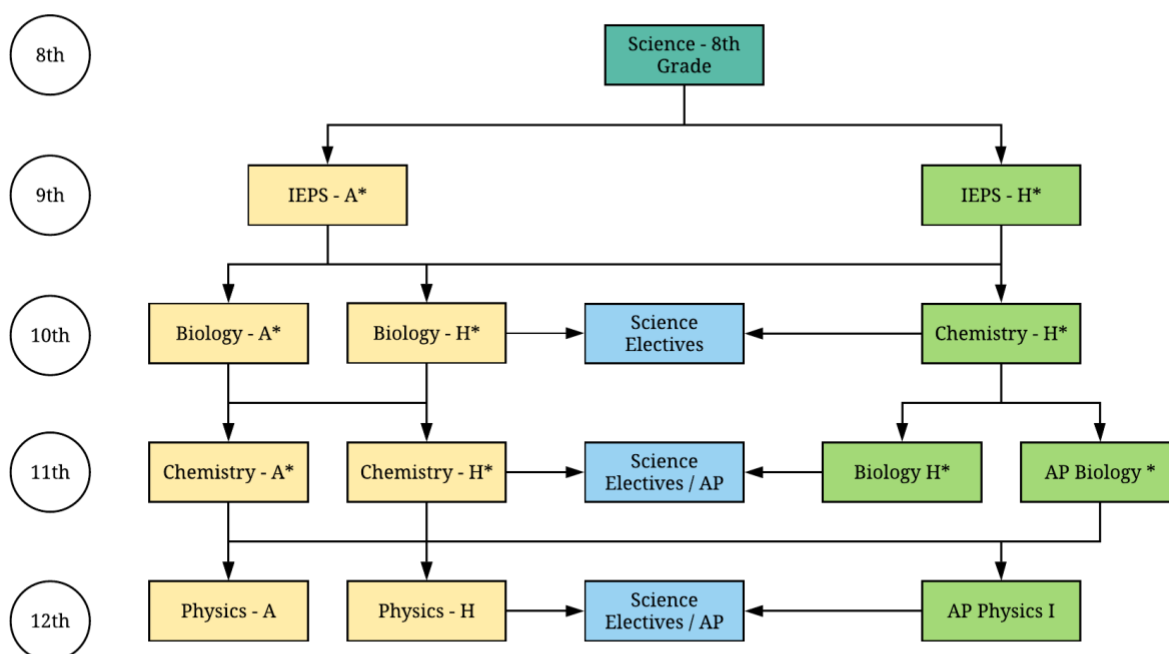 8th
Science - 8th
Grade
9th
IEPS - A*
IEPS - H*
10th
Biology - A*
Biology - H*
Science
Electives
Chemistry - H*
11th
Chemistry - A*
Chemistry - H*
Science
Electives / AP
Biology H*
AP Biology *
12th
Physics - A
Physics - H
Science
Electives / AP
AP Physics I